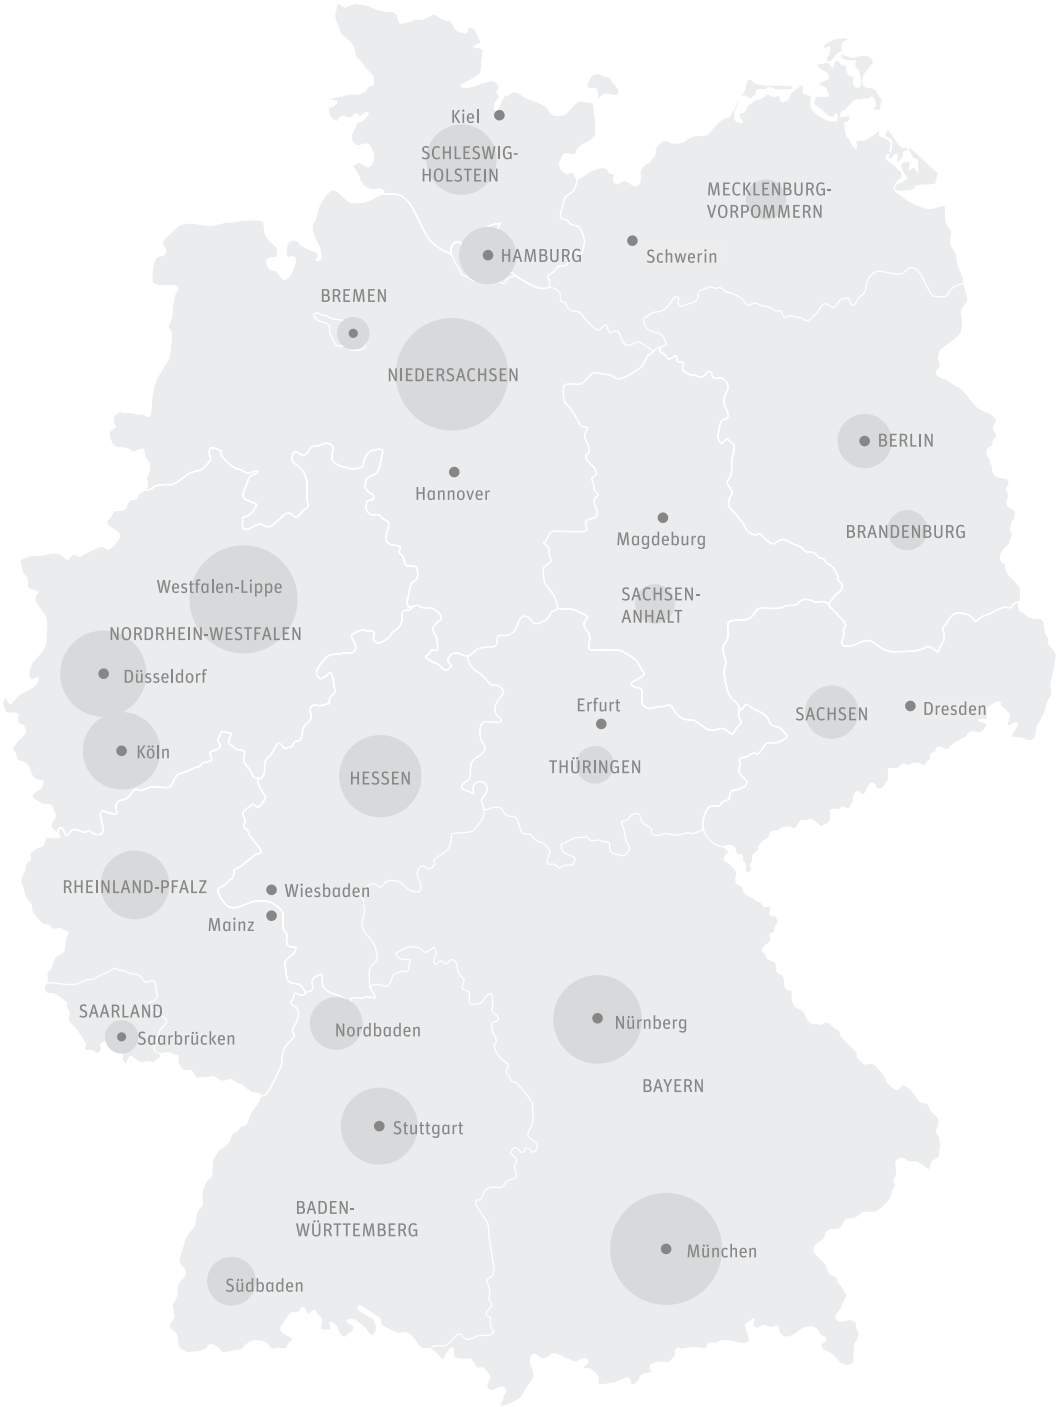 Kiel
SCHLESWIG-
HOLSTEIN
MECKLENBURG-
VORPOMMERN
HAMBURG
Schwerin
BREMEN
NIEDERSACHSEN
BERLIN
Hannover
BRANDENBURG
Magdeburg
Westfalen-Lippe
SACHSEN-
ANHALT
NORDRHEIN-WESTFALEN
Düsseldorf
Erfurt
Dresden
SACHSEN
Köln
THÜRINGEN
HESSEN
RHEINLAND-PFALZ
Wiesbaden
Mainz
SAARLAND
Saarbrücken
Nordbaden
Nürnberg
BAYERN
Stuttgart
BADEN-
WÜRTTEMBERG
München
Südbaden